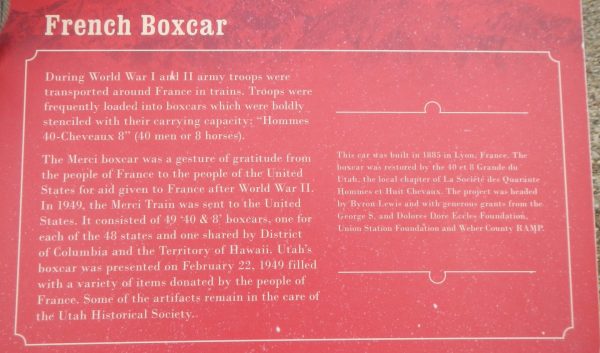 French Boxcar
During World War I and II army troops were
transported around France in trains. Troops were
frequently loaded into boxcars which were boldly
stenciled with their carrying capacity; "Hommes
40-Cheveaux 8" (40 men or 8 horses).
The Merci boxcar was a gesture of gratitude from
the people of France to the people of the United
States for aid given to France after World War II.
In 1949, the Merci Train was sent to the United
States. It consisted of 49 '40 & 8' boxcars, one for
each of the 48 states and one shared by District
of Columbia and the Territory of Hawaii. Utah's
boxcar was presented on February 22, 1949 filled
with a variety of items donated by the people of
France. Some of the artifacts remain in the care of
the Utah Historical Society.
This car was built in 1885 in Lyon, France. The
boxcar was restored by the 40 et 8 Grande du
Utah, the local chapter of La Société des Quarante
Hommes et Huit Chevaux. The project was headed
by Byron Lewis and with generous grants from the
George S. and Dolores Dore Eccles Foundation,
Union Station Foundation and Weber County RAMP.